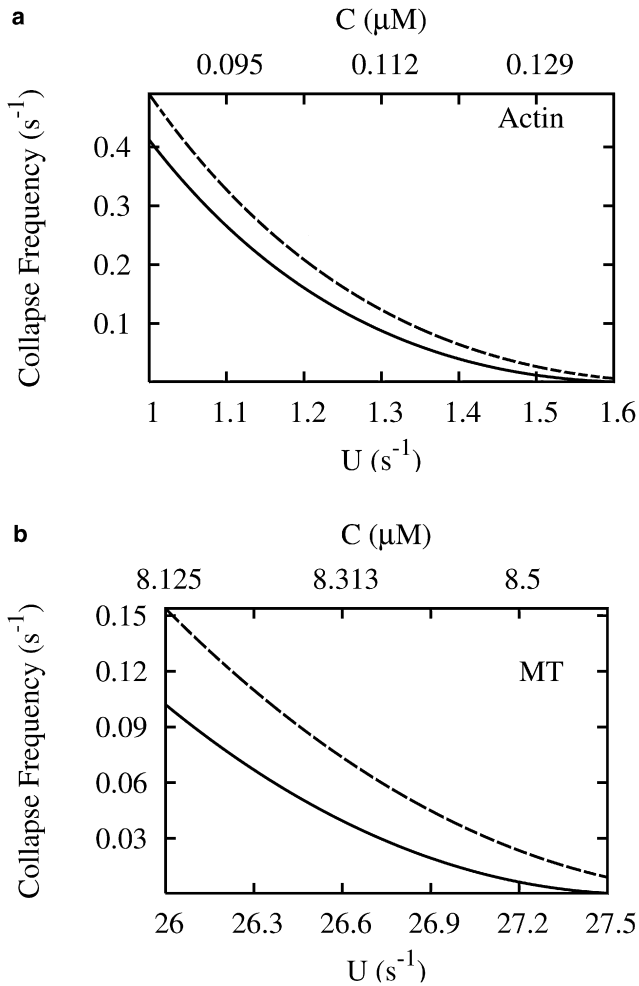 a
C (μM)
0.095 0.112 0.129
Actin
Collapse Frequency (s⁻¹)
0.4
0.3
0.2
0.1
1 1.1 1.2 1.3 1.4 1.5 1.6
U (s⁻¹)
b
C (μM)
8.125 8.313 8.5
MT
Collapse Frequency (s⁻¹)
0.15
0.12
0.09
0.06
0.03
26 26.3 26.6 26.9 27.2 27.5
U (s⁻¹)